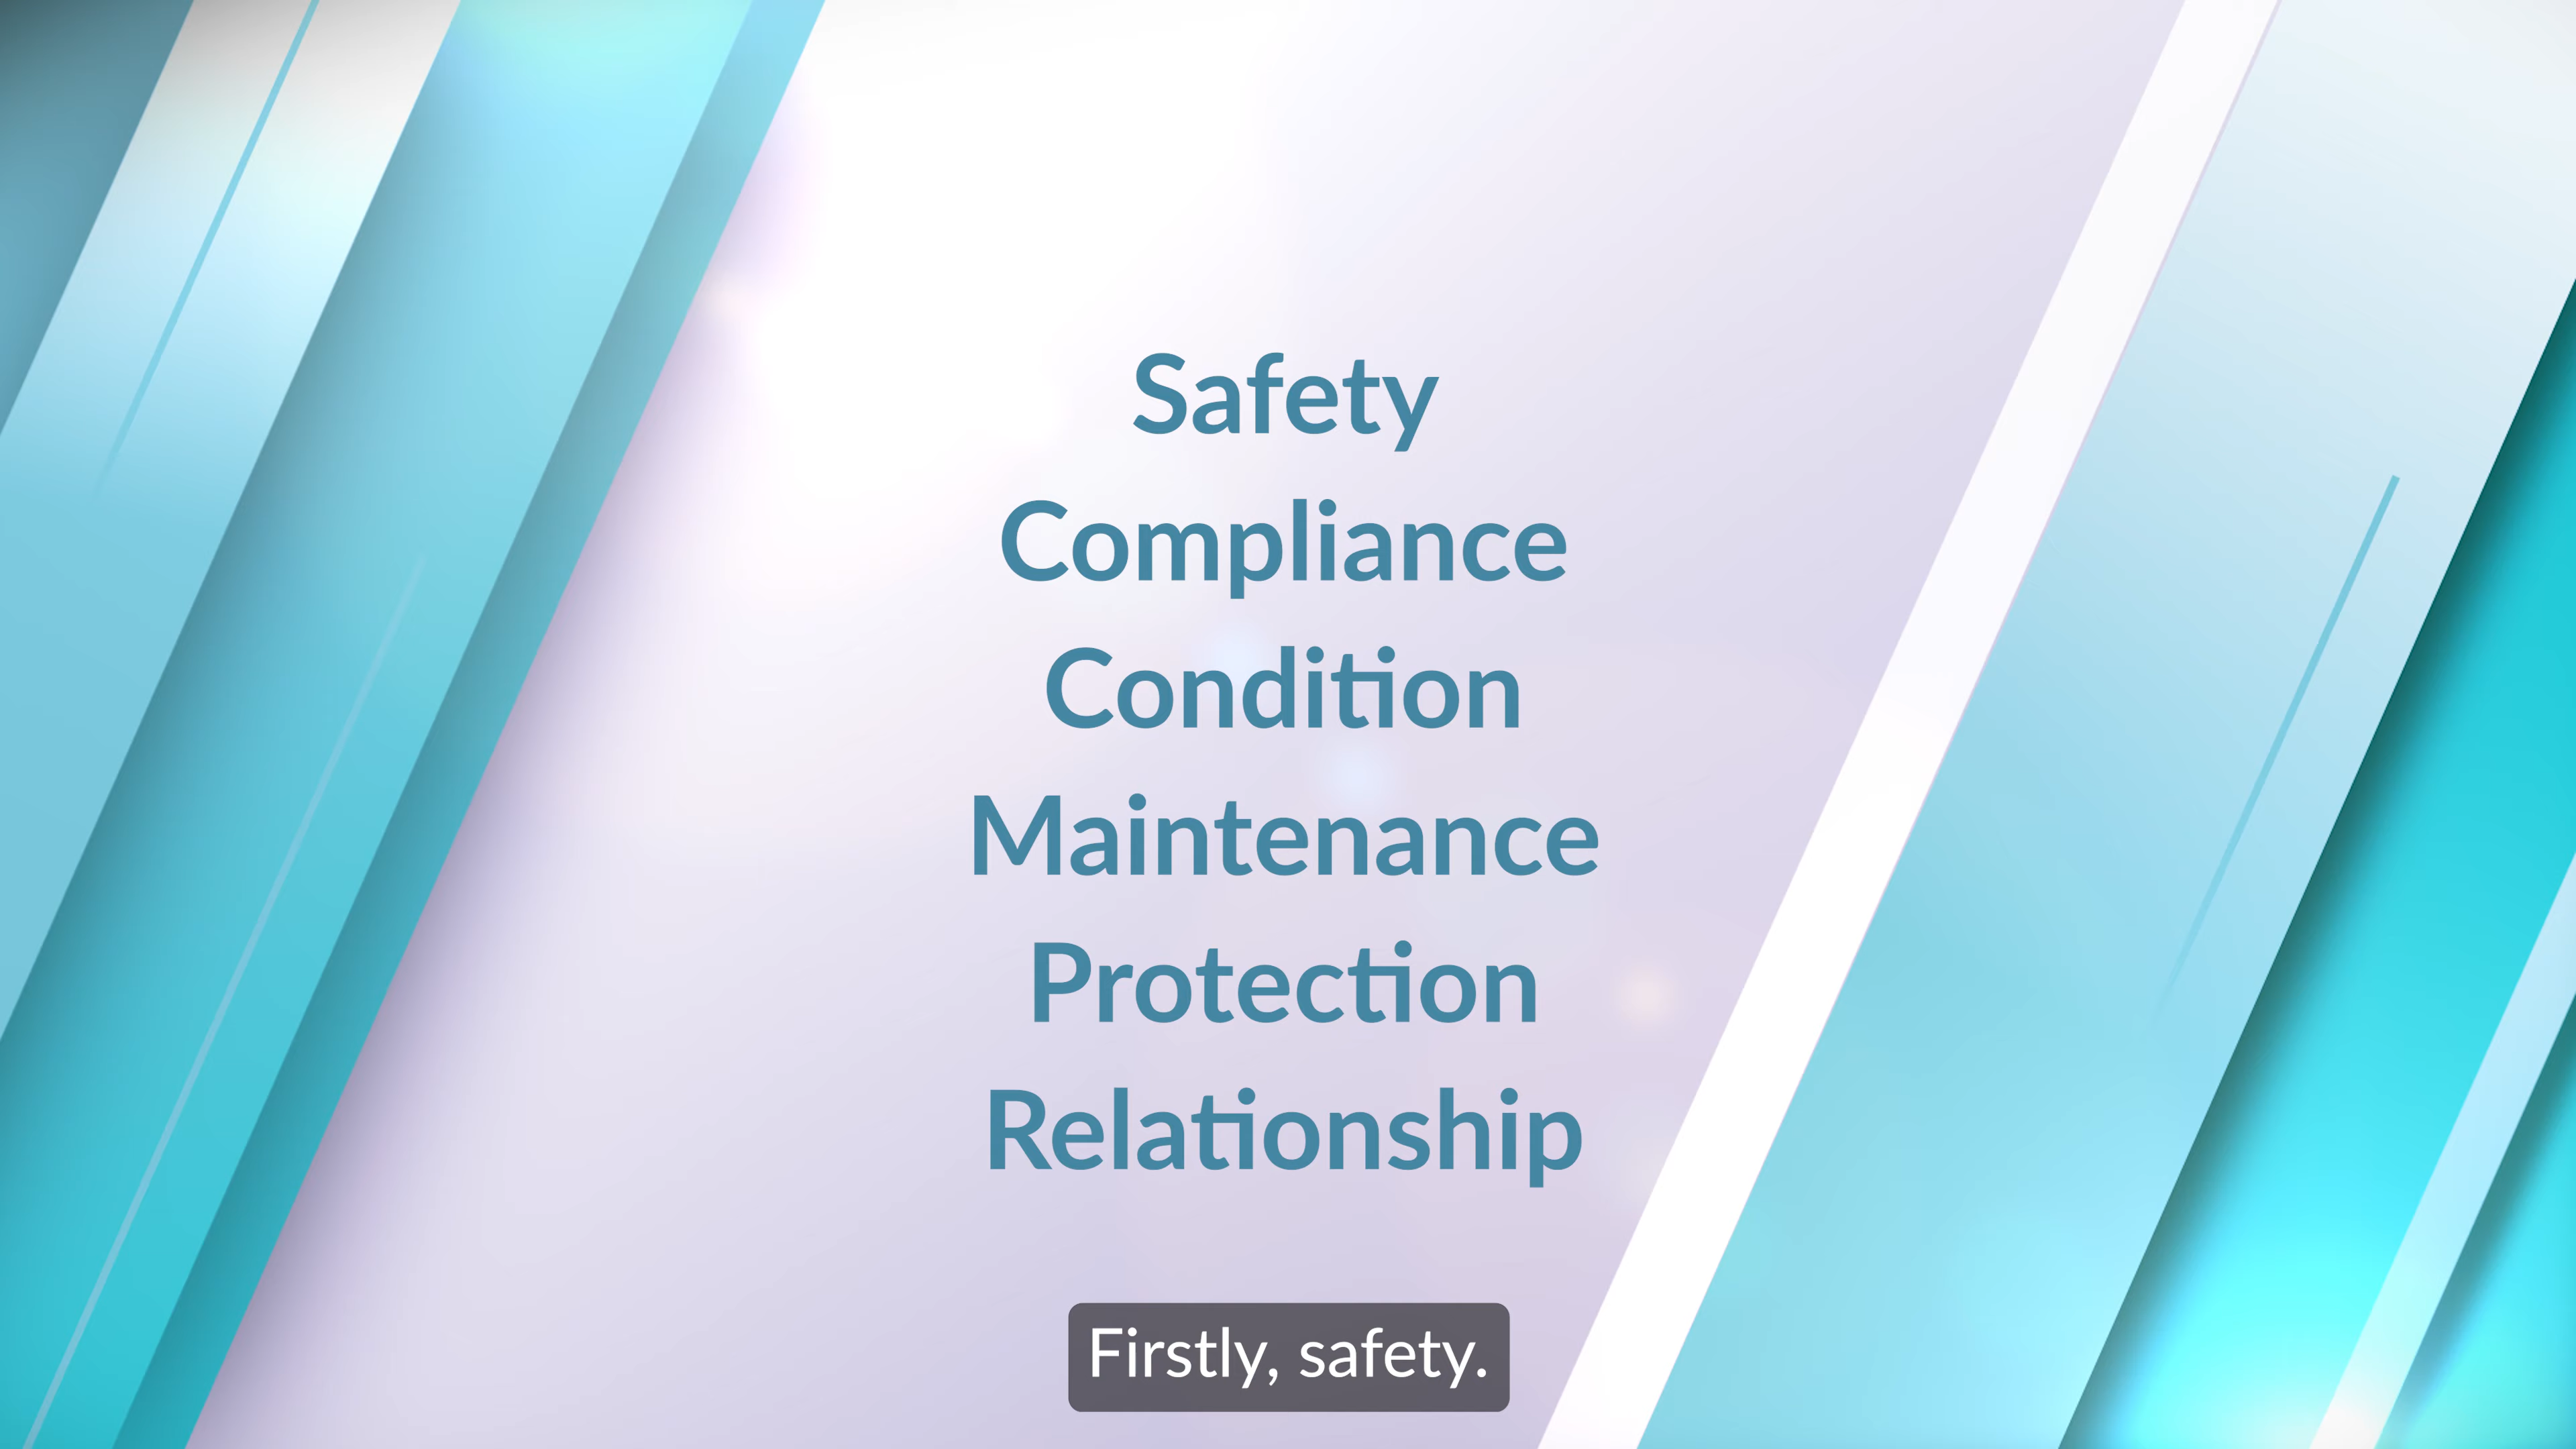 Safety
Compliance
Condition
Maintenance
Protection
Relationship
Firstly, safety.